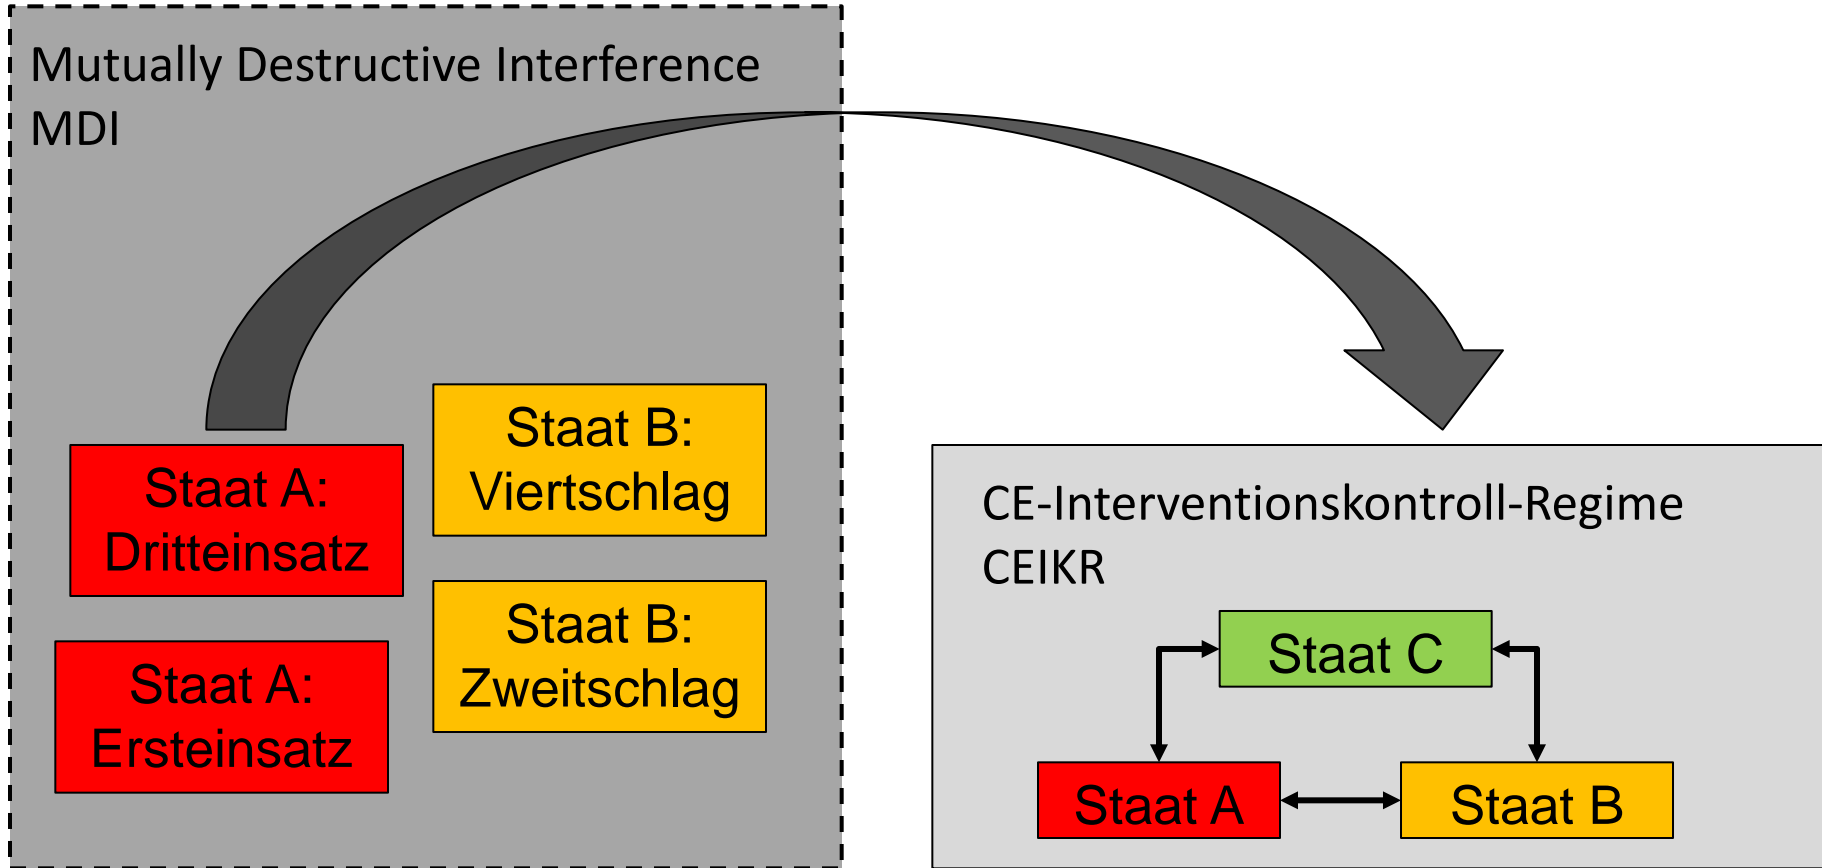 Mutually Destructive Interference
MDI
Staat A:
Dritteinsatz
Staat B:
Viertschlag
Staat A:
Ersteinsatz
Staat B:
Zweitschlag
CE-Interventionskontroll-Regime
CEIKR
Staat C
Staat A
Staat B